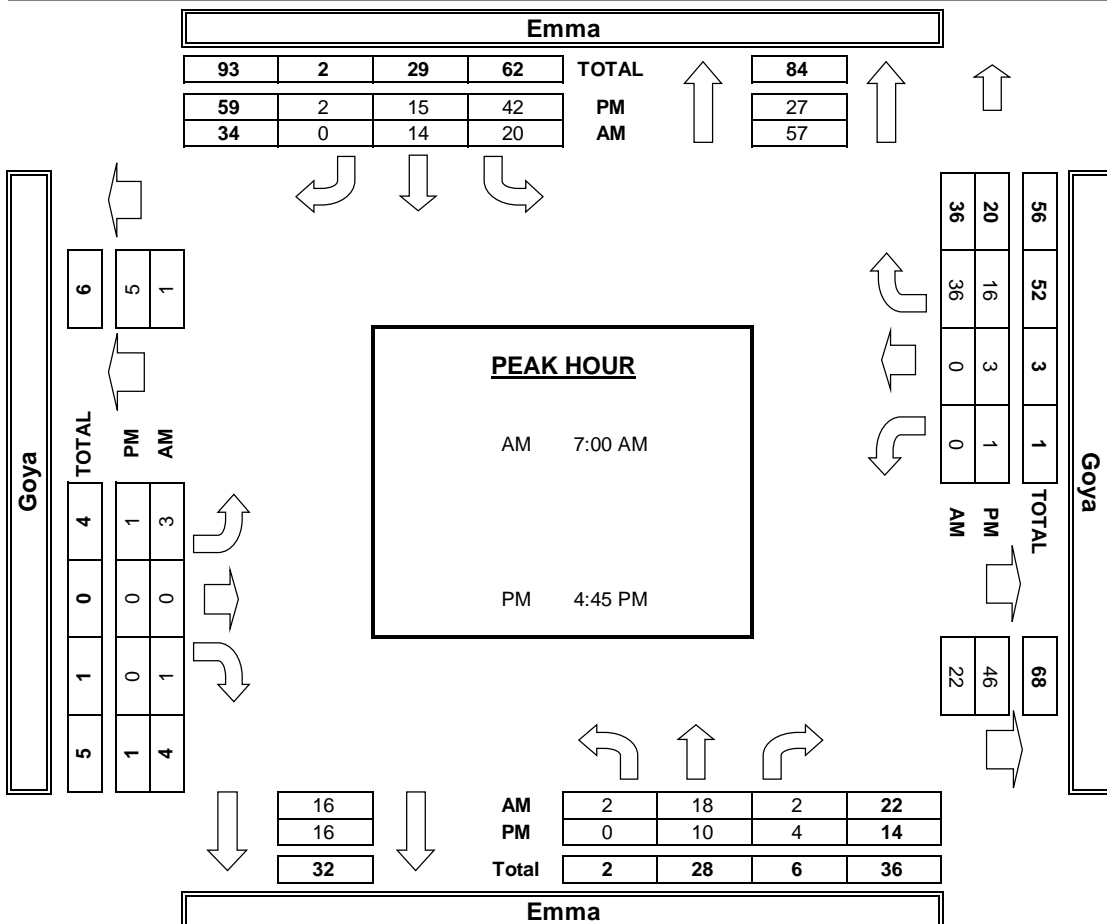 Emma
93 2 29 62 TOTAL 84
59 2 15 42 PM 27
34 0 14 20 AM 57
Goya
6
5
1
TOTAL 4 0 1 5
PM 1 0 0 1
AM 3 0 1 4
PEAK HOUR
AM 7:00 AM
PM 4:45 PM
56 52 3 1 TOTAL 68
20 16 3 1 PM 46
36 36 0 0 AM 22
Goya
16 AM 2 18 2 22
16 PM 0 10 4 14
32 Total 2 28 6 36
Emma